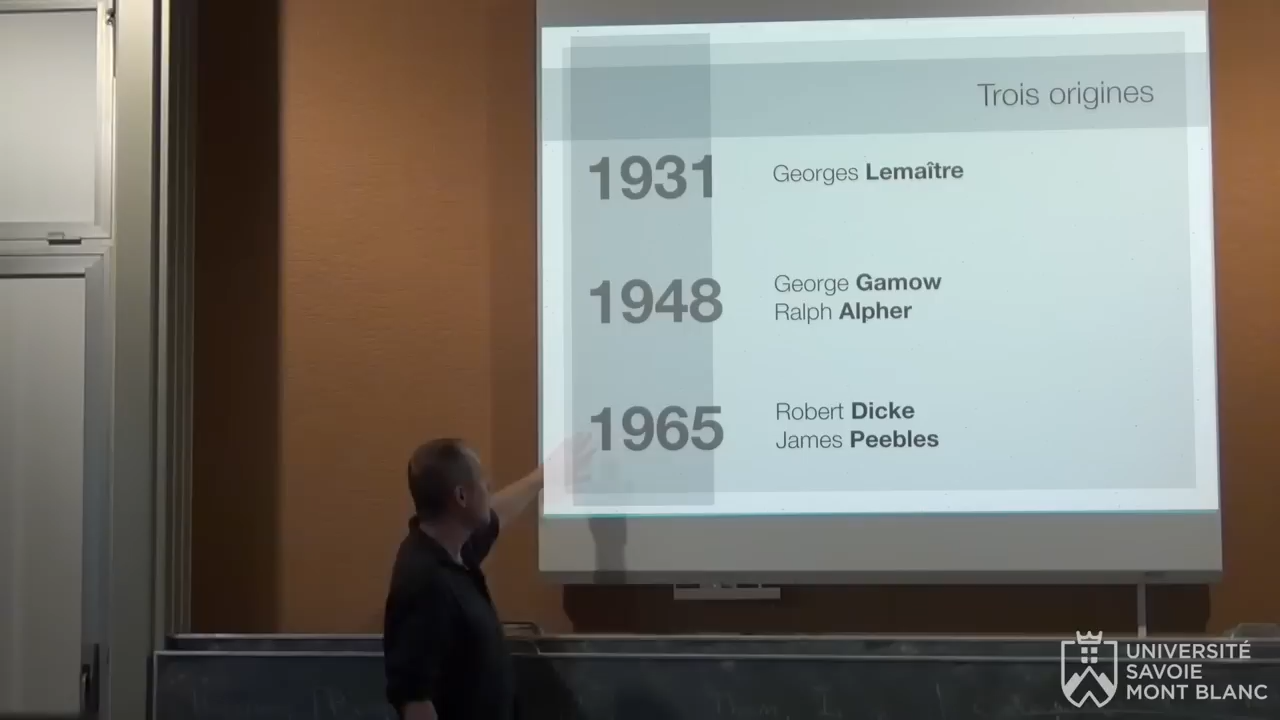 Trois origines
1931
Georges Lemaître
1948
George Gamow
Ralph Alpher
1965
Robert Dicke
James Peebles
UNIVERSITÉ
SAVOIE
MONT BLANC